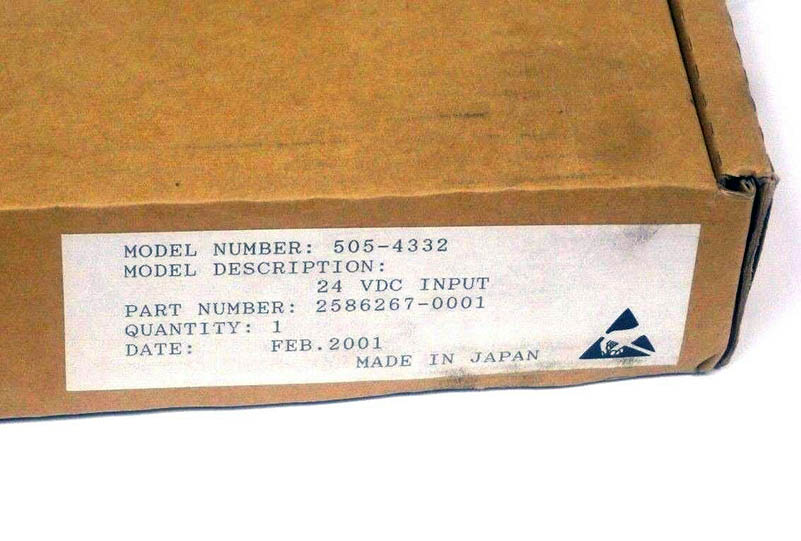 MODEL NUMBER: 505-4332
MODEL DESCRIPTION:
24 VDC INPUT
PART NUMBER: 2586267-0001
QUANTITY: 1
DATE: FEB.2001
MADE IN JAPAN